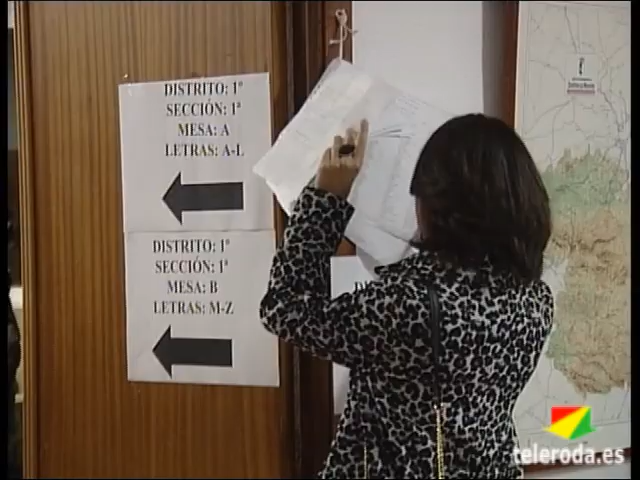 DISTRITO: 1º
SECCIÓN: 1ª
MESA: A
LETRAS: A-L
DISTRITO: 1º
SECCIÓN: 1ª
MESA: B
LETRAS: M-Z
teleroda.es